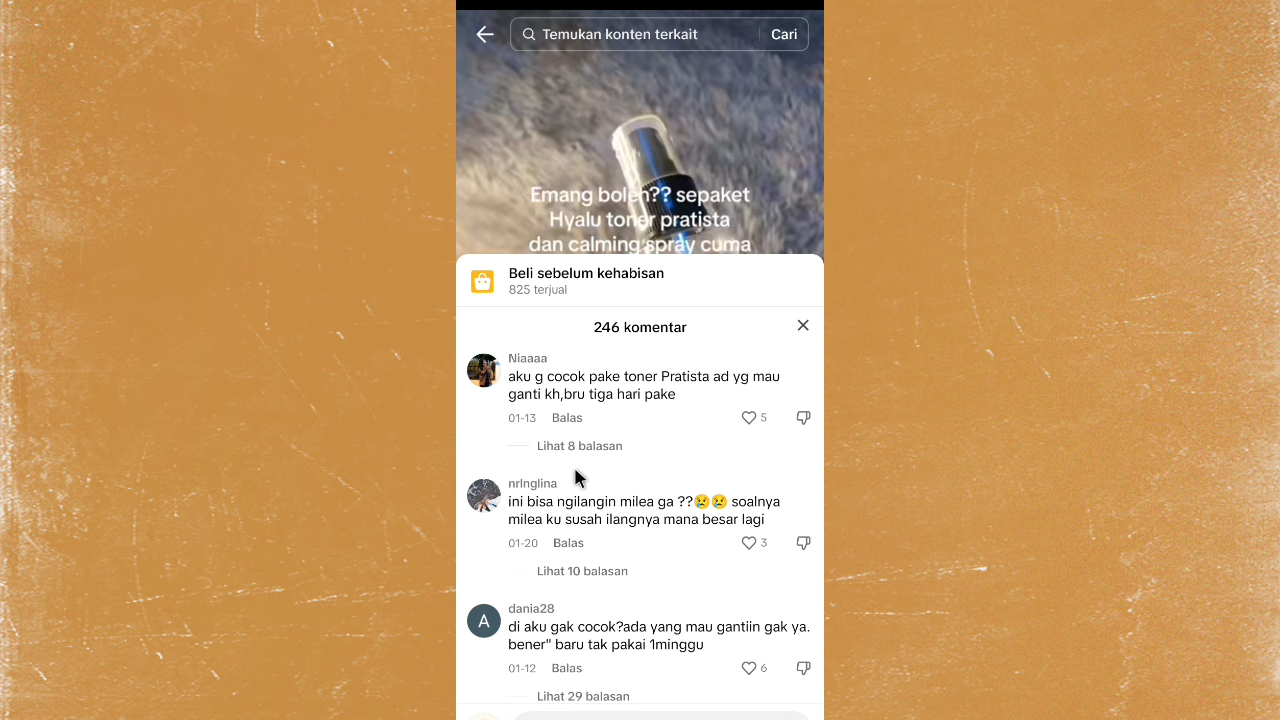 Temukan konten terkait
Cari
Emang boleh?? sepaket
Hyalu toner pratista
dan calming spray cuma
Beli sebelum kehabisan
825 terjual
246 komentar
Niaaaa
aku g cocok pake toner Pratista ad yg mau
ganti kh,bru tiga hari pake
01-13 Balas 5
Lihat 8 balasan
nrlnglina
ini bisa ngilangin milea ga ??😢😢 soalnya
milea ku susah ilangnya mana besar lagi
01-20 Balas 3
Lihat 10 balasan
A
dania28
di aku gak cocok?ada yang mau gantiin gak ya.
bener" baru tak pakai 1minggu
01-12 Balas 6
Lihat 29 balasan